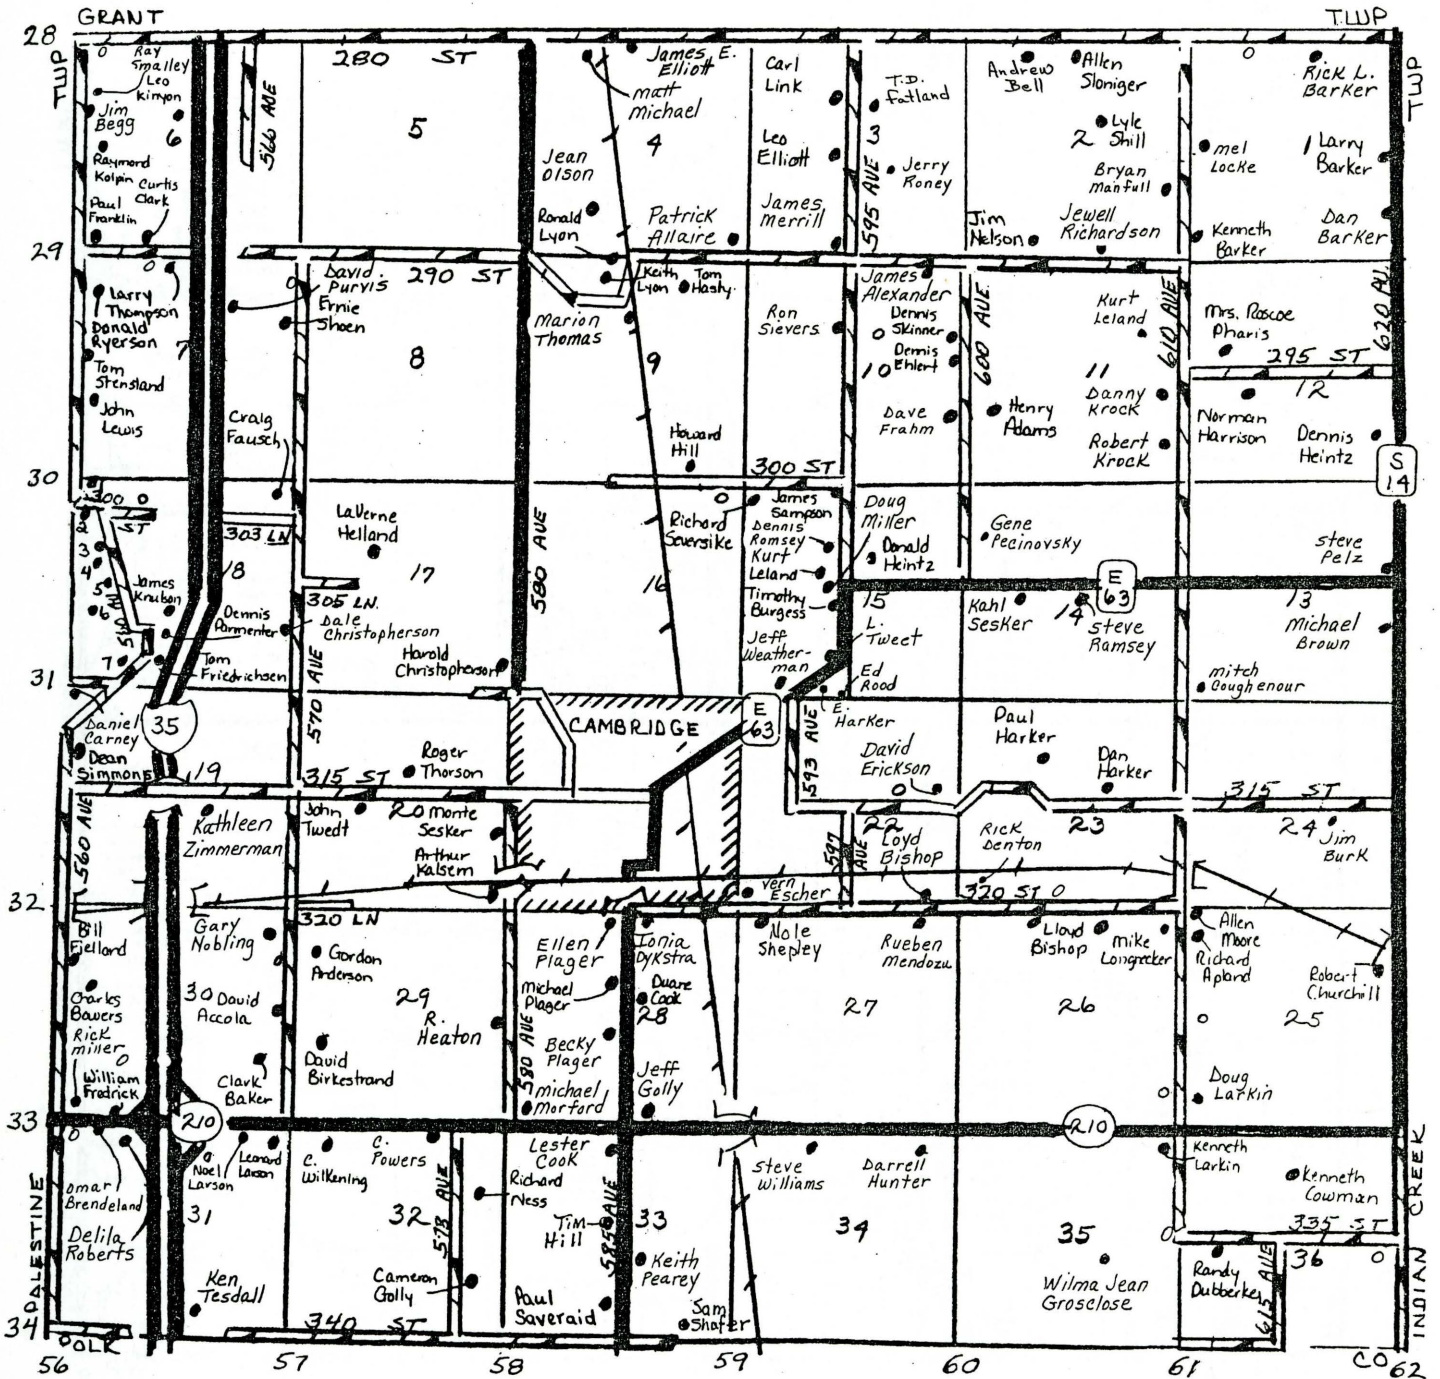 GRANT
TWP
28
TWP
TWP
Ray
Smalley
Leo
Kinyon
Jim
Begg
6
Raymond
Kolpin
Curtis
Clark
Paul
Franklin
566 AVE
280 ST
5
James E.
Elliott
Matt
Michael
4
Jean
Olson
Ronald
Lyon
Patrick
Allaire
Carl
Link
Leo
Elliott
James
Merrill
T.D.
Fatland
3
595 AVE
Jerry
Roney
Andrew
Bell
Allen
Sloniger
Lyle
Shill
2
Bryan
Manfull
Jim
Nelson
Jewell
Richardson
Mel
Locke
Kenneth
Barker
Rick L.
Barker
1
Larry
Barker
Dan
Barker
29
Larry
Thompson
Donald
Ryerson
7
Tom
Stensland
John
Lewis
David
Purvis
Ernie
Shoen
Craig
Fausch
290 ST
8
Marion
Thomas
Keith
Lyon
Tom
Hasty
9
Ron
Sievers
Howard
Hill
300 ST
James
Alexander
Dennis
Skinner
Dennis
Ehlert
10
Dave
Frahm
600 AVE
Henry
Adams
Kurt
Leland
11
Danny
Krock
Robert
Krock
610 AVE
Mrs. Roscoe
Pharis
295 ST
12
Norman
Harrison
Dennis
Heintz
620 AV.
S
14
30
300
ST
2
3
4
5
6
7
560 AV
James
Knutson
Dennis
Parmenter
Tom
Friedrichsen
303 LN
18
LaVerne
Helland
17
305 LN.
Dale
Christopherson
Harold
Christopherson
580 AVE
16
Richard
Seversike
James
Sampson
Dennis
Romsey
Kurt
Leland
Timothy
Burgess
Jeff
Weather-
man
Doug
Miller
Donald
Heintz
15
L.
Tweet
Ed
Rood
E.
Harker
Gene
Pecinovsky
E
63
Kahl
Sesker
14
Steve
Ramsey
Steve
Pelz
13
Michael
Brown
Mitch
Coughenour
31
Daniel
Carney
Dean
Simmons
35
19
570 AVE
315 ST
Roger
Thorson
CAMBRIDGE
E
63
593 AVE
David
Erickson
Paul
Harker
Dan
Harker
315 ST
560 AVE
Kathleen
Zimmerman
John
Twedt
20
Monte
Sesker
Arthur
Kalsem
22
597
AVE
Loyd
Bishop
Rick
Denton
23
24
Jim
Burk
Vern
Escher
320 ST
32
320 LN
Bill
Fjelland
Gary
Nobling
Gordon
Anderson
Ellen
Plager
Ionia
Dykstra
Nole
Shepley
Rueben
Mendoza
Lloyd
Bishop
Mike
Longnecker
Allen
Moore
Richard
Apland
Robert
Churchill
Charles
Bowers
Rick
Miller
William
Fredrick
30
David
Accola
Clark
Baker
David
Birkestrand
29
R.
Heaton
580 AVE
Michael
Plager
Becky
Plager
Michael
Morford
Duane
Cook
28
Jeff
Golly
27
26
25
Doug
Larkin
33
210
210
Omar
Brendeland
Delila
Roberts
Noel
Larson
Leonard
Larson
31
Ken
Tesdall
C.
Wilkening
C.
Powers
32
573 AVE
Cameron
Golly
Lester
Cook
Richard
Ness
Tim
Hill
Paul
Saveraid
585 AVE
33
Keith
Pearey
Sam
Shafer
Steve
Williams
Darrell
Hunter
34
35
Wilma Jean
Grosclose
Kenneth
Larkin
Kenneth
Cowman
335 ST
36
Randy
Dubberke
615 AVE
PALESTINE
INDIAN CREEK
34
340 ST
POLK
CO
56
57
58
59
60
61
62